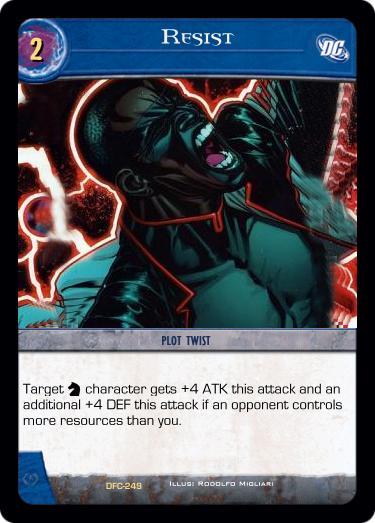 2
Resist
DC
PLOT TWIST
Target character gets +4 ATK this attack and an
additional +4 DEF this attack if an opponent controls
more resources than you.
DFC-249 Illus: Rodolfo Migliari